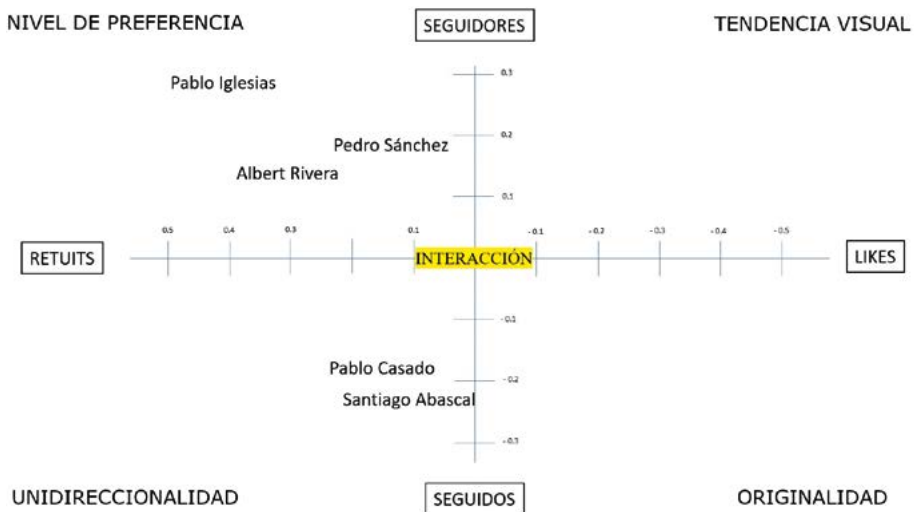 NIVEL DE PREFERENCIA
SEGUIDORES
TENDENCIA VISUAL
0.3
Pablo Iglesias
0.2
Pedro Sánchez
Albert Rivera
0.1
0.5 0.4 0.3 0.1 -0.1 -0.2 -0.3 -0.4 -0.5
RETUITS
INTERACCIÓN
LIKES
-0.1
Pablo Casado
-0.2
Santiago Abascal
-0.3
UNIDIRECCIONALIDAD
SEGUIDOS
ORIGINALIDAD